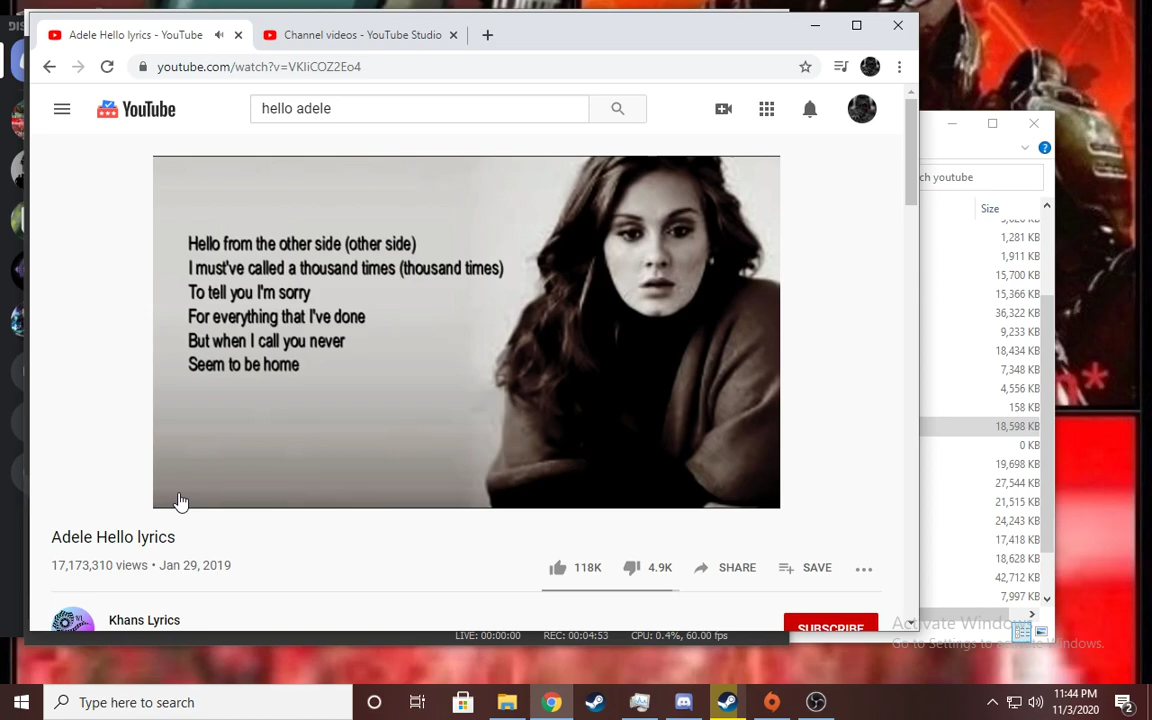 Adele Hello lyrics - YouTube
Channel videos - YouTube Studio
youtube.com/watch?v=VKIiCOZ2Eo4
YouTube
hello adele
ch youtube
Size
1,281 KB
1,911 KB
15,700 KB
15,366 KB
36,322 KB
9,233 KB
18,434 KB
7,348 KB
4,556 KB
158 KB
18,598 KB
0 KB
19,698 KB
27,544 KB
21,515 KB
24,243 KB
17,418 KB
18,628 KB
42,712 KB
7,997 KB
Hello from the other side (other side)
I must've called a thousand times (thousand times)
To tell you I'm sorry
For everything that I've done
But when I call you never
Seem to be home
Adele Hello lyrics
17,173,310 views • Jan 29, 2019
118K 4.9K SHARE SAVE
Khans Lyrics
SUBSCRIBE
LIVE: 00:00:00 REC: 00:04:53 CPU: 0.4%, 60.00 fps
Activate Windows
Go to Settings to activate Windows.
Type here to search
11:44 PM
11/3/2020
2